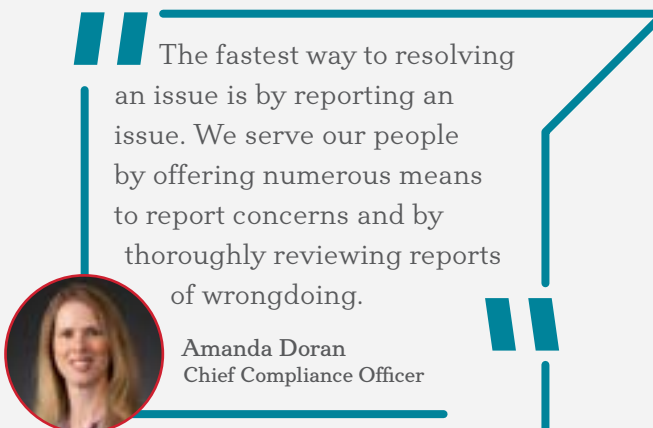 The fastest way to resolving
an issue is by reporting an
issue. We serve our people
by offering numerous means
to report concerns and by
thoroughly reviewing reports
of wrongdoing.
Amanda Doran
Chief Compliance Officer